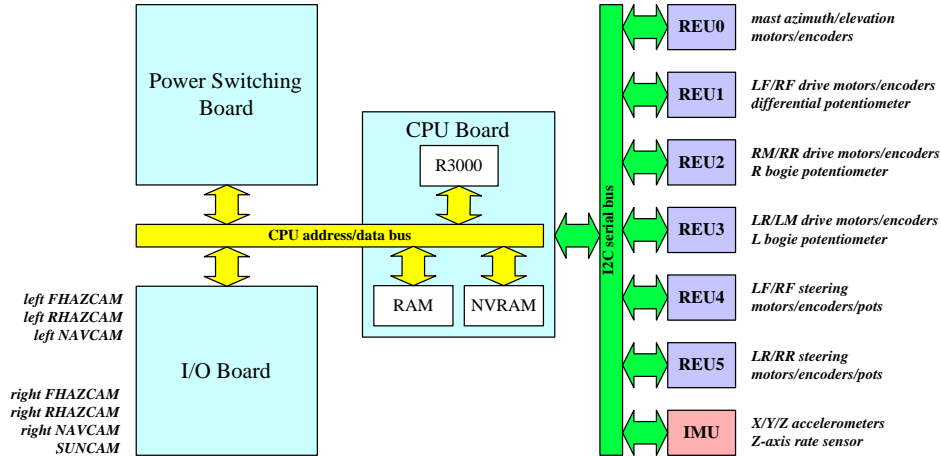 Power Switching
Board
CPU Board
R3000
CPU address/data bus
RAM
NVRAM
left FHAZCAM
left RHAZCAM
left NAVCAM
I/O Board
right FHAZCAM
right RHAZCAM
right NAVCAM
SUNCAM
I2C serial bus
REU0
mast azimuth/elevation
motors/encoders
REU1
LF/RF drive motors/encoders
differential potentiometer
REU2
RM/RR drive motors/encoders
R bogie potentiometer
REU3
LR/LM drive motors/encoders
L bogie potentiometer
REU4
LF/RF steering
motors/encoders/pots
REU5
LR/RR steering
motors/encoders/pots
IMU
X/Y/Z accelerometers
Z-axis rate sensor